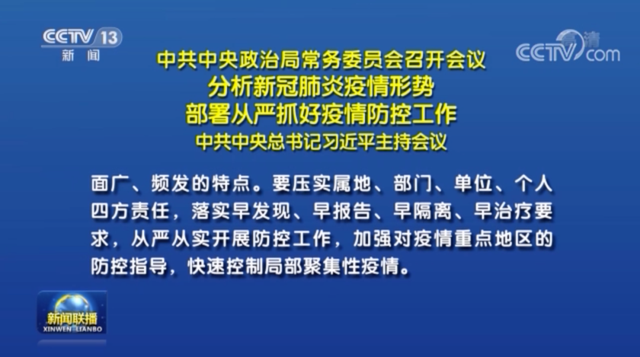 CCTV 13
新闻
CCTV.com
中共中央政治局常务委员会召开会议
分析新冠肺炎疫情形势
部署从严抓好疫情防控工作
中共中央总书记习近平主持会议
面广、频发的特点。要压实属地、部门、单位、个人
四方责任，落实早发现、早报告、早隔离、早治疗要
求，从严从实开展防控工作，加强对疫情重点地区的
防控指导，快速控制局部聚集性疫情。
新闻联播
XINWEN LIANBO